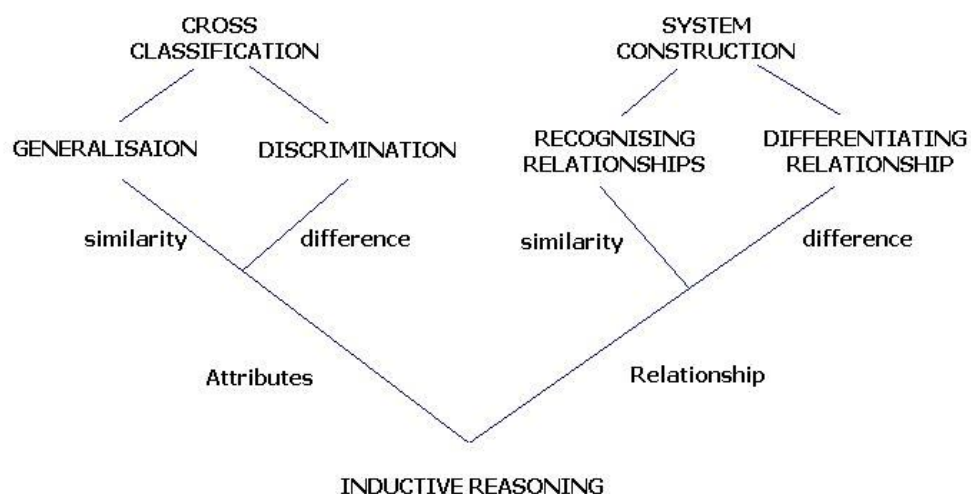 CROSS
CLASSIFICATION
SYSTEM
CONSTRUCTION
GENERALISAION
DISCRIMINATION
RECOGNISING
RELATIONSHIPS
DIFFERENTIATING
RELATIONSHIP
similarity
difference
similarity
difference
Attributes
Relationship
INDUCTIVE REASONING